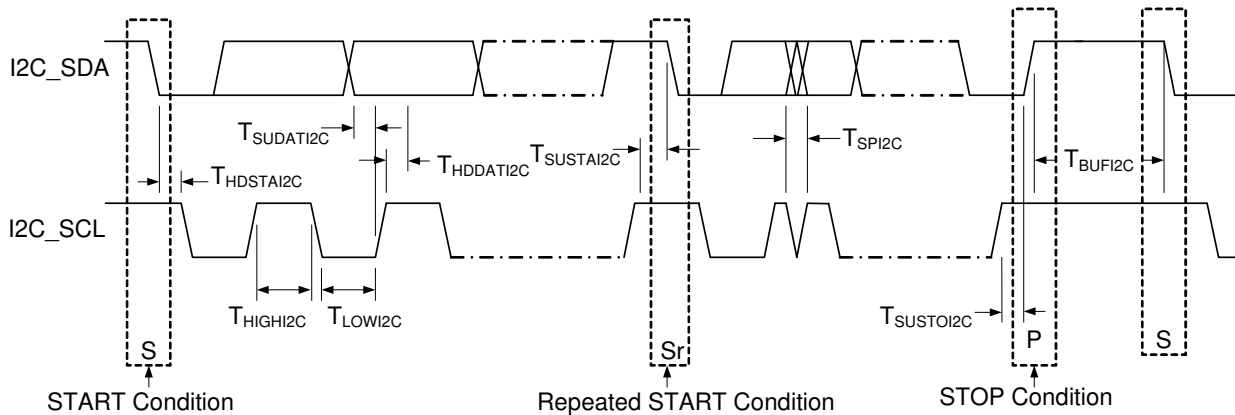 I2C_SDA
TSUDATI2C
THDSTAI2C
THDDATI2C
TSUSTAI2C
TSPI2C
TBUFI2C
I2C_SCL
THIGHI2C
TLOWI2C
TSUSTOI2C
S
Sr
P
S
START Condition
Repeated START Condition
STOP Condition